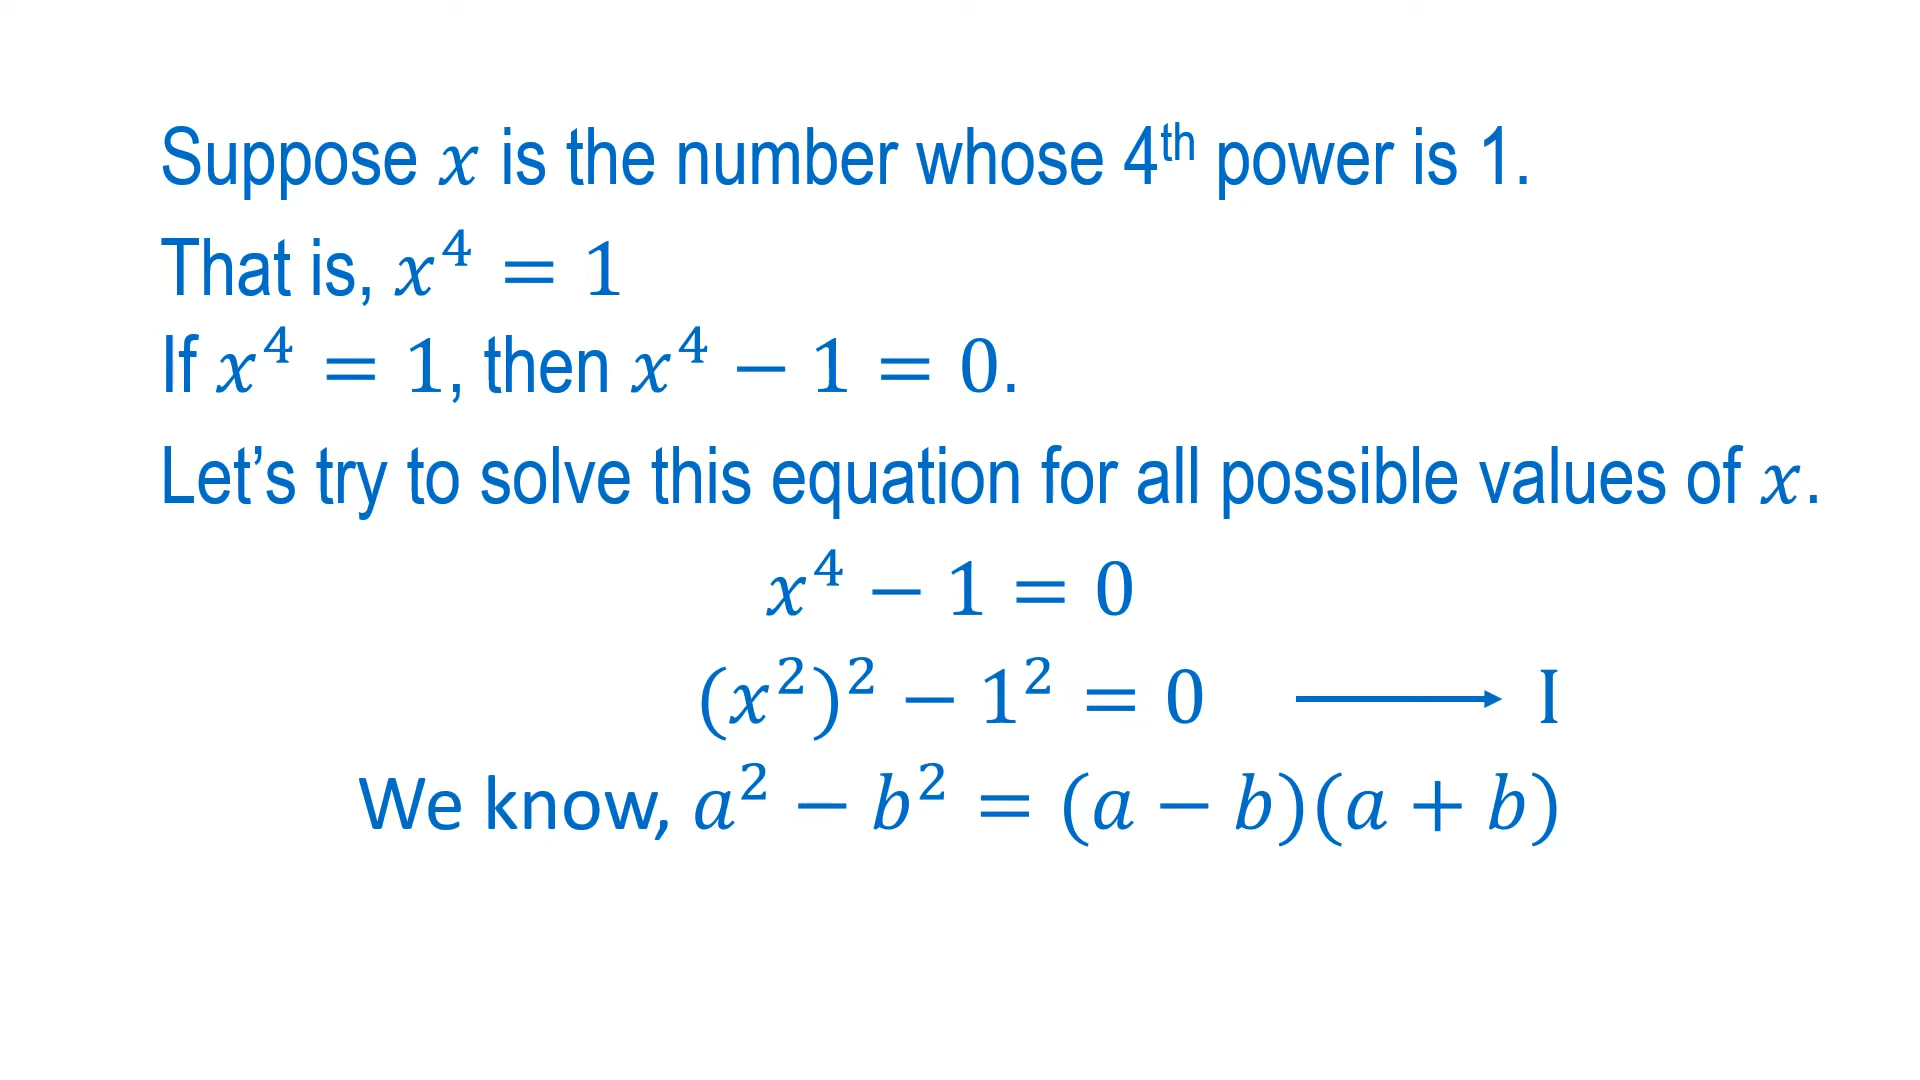 Suppose 𝑥 is the number whose 4ᵗʰ power is 1.
That is, 𝑥⁴ = 1
If 𝑥⁴ = 1, then 𝑥⁴ − 1 = 0.
Let’s try to solve this equation for all possible values of 𝑥.
𝑥⁴ − 1 = 0
(𝑥²)² − 1² = 0 ⟶ I
We know, 𝑎² − 𝑏² = (𝑎 − 𝑏)(𝑎 + 𝑏)